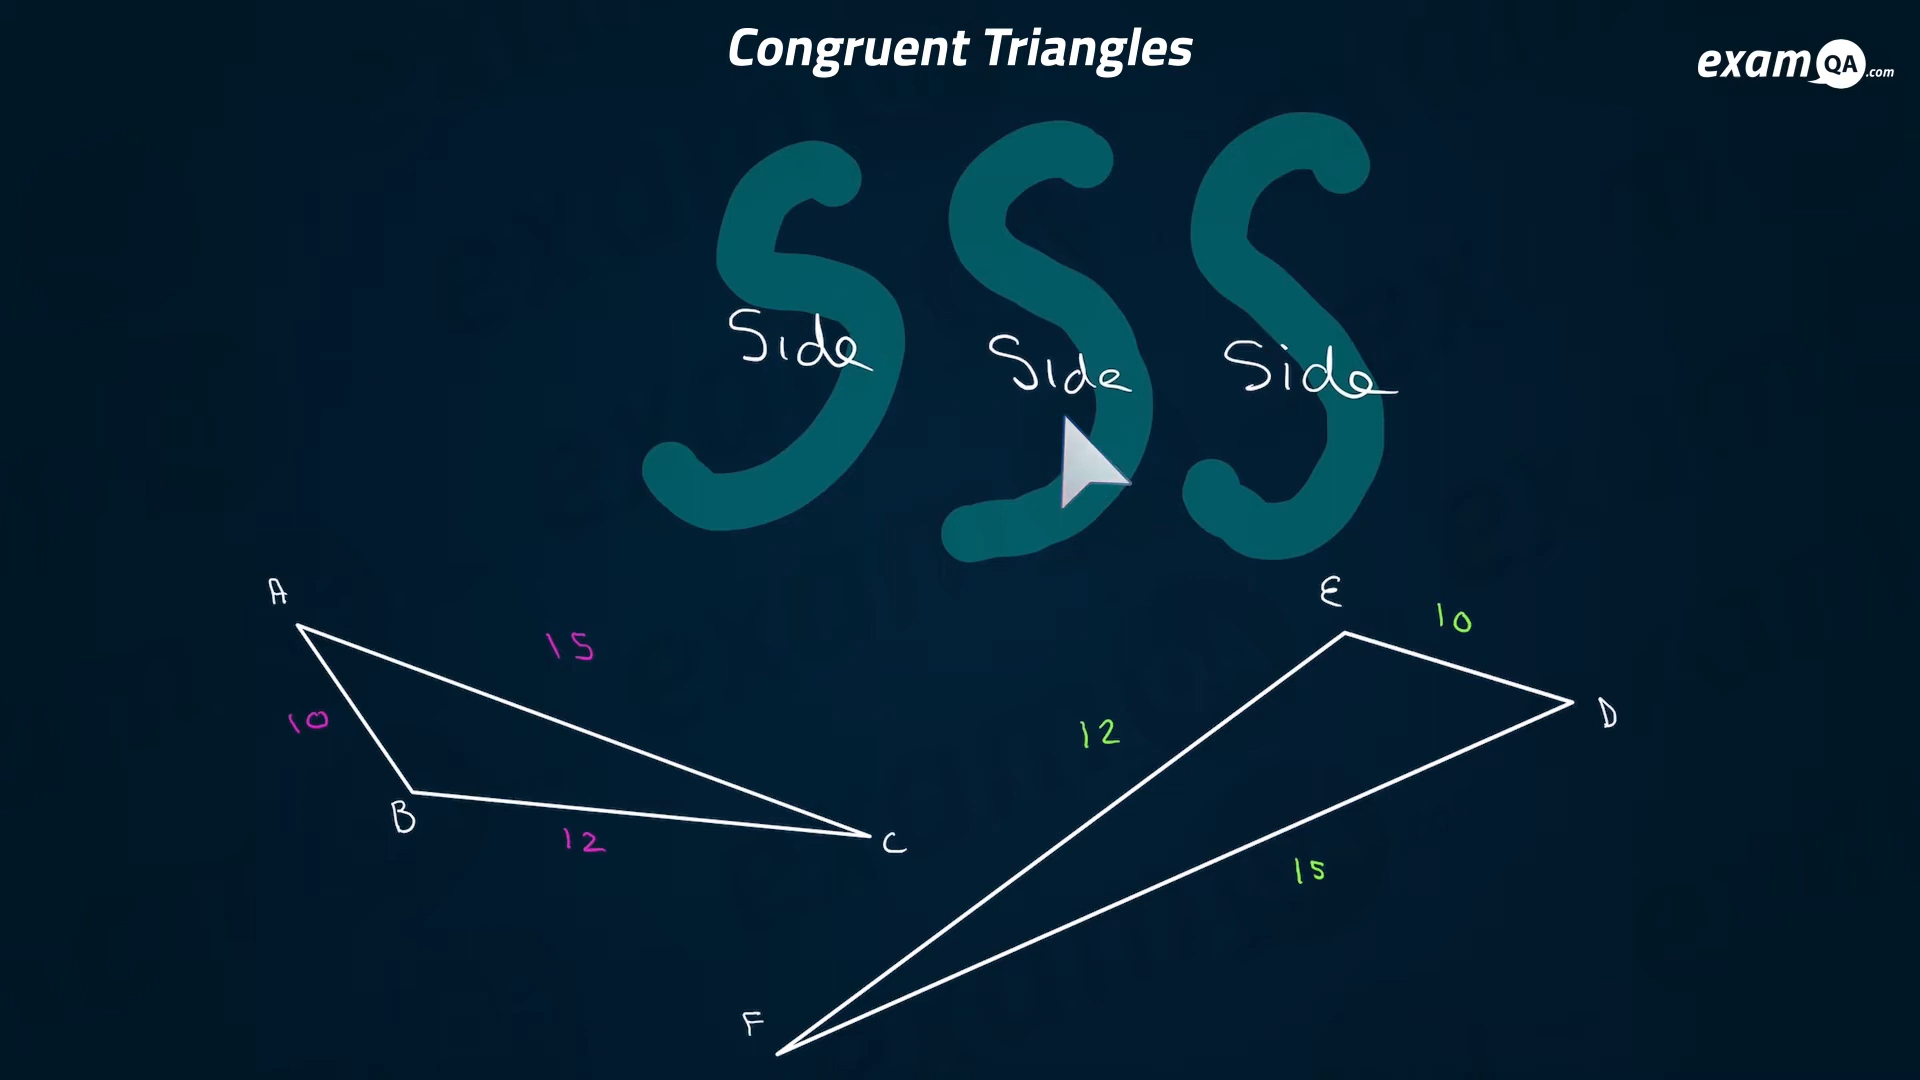 Congruent Triangles
examQA.com
SSS
Side Side Side
A
E
10
15
D
10
12
B
12
C
15
F